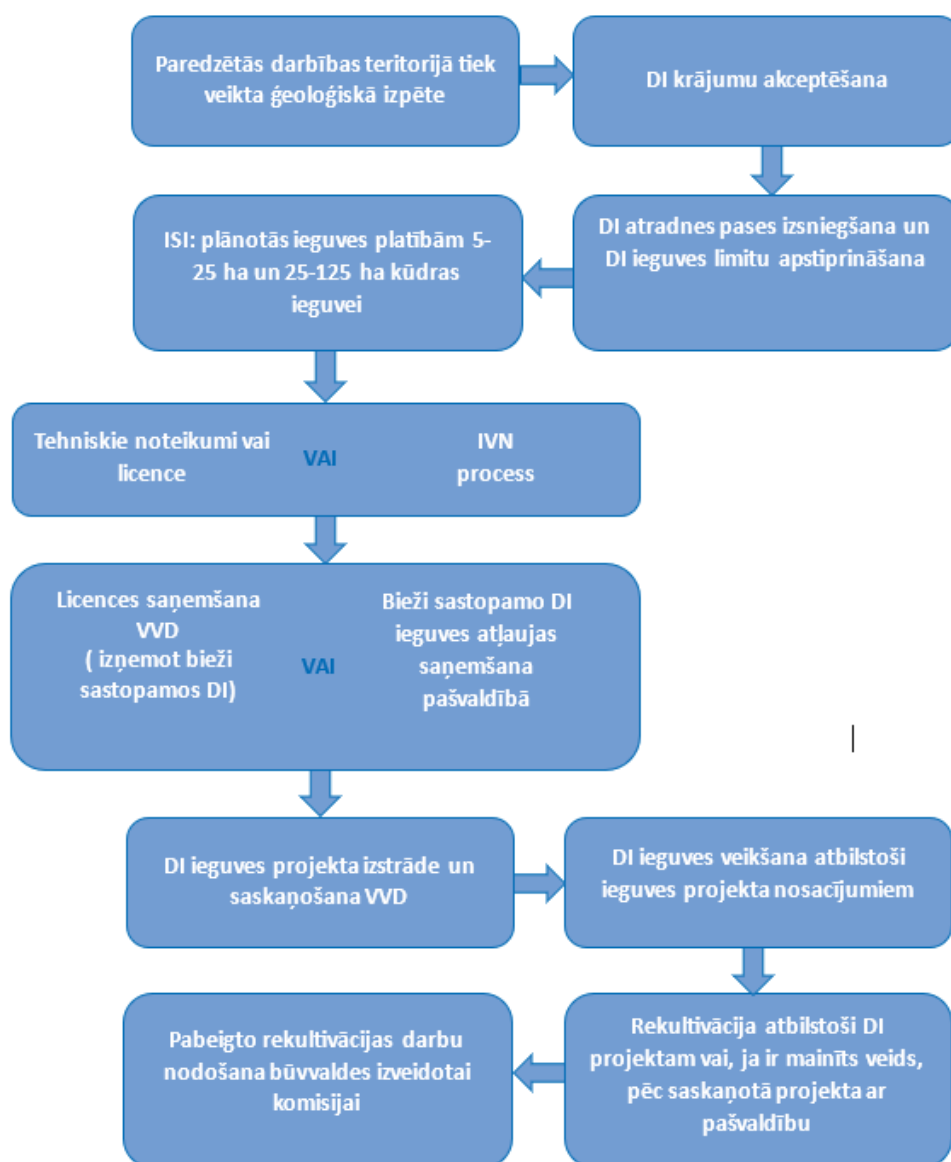 Paredzētās darbības teritorijā tiek
veikta ģeoloģiskā izpēte
DI krājumu akceptēšana
DI atradnes pases izsniegšana un
DI ieguves limitu apstiprināšana
ISI: plānotās ieguves platībām 5-
25 ha un 25-125 ha kūdras
ieguvei
Tehniskie noteikumi vai
licence
VAI
IVN
process
Licences saņemšana
VVD
( izņemot bieži
sastopamos DI)
VAI
Bieži sastopamo DI
ieguves atļaujas
saņemšana
pašvaldībā
DI ieguves projekta izstrāde un
saskaņošana VVD
DI ieguves veikšana atbilstoši
ieguves projekta nosacījumiem
Rekultivācija atbilstoši DI
projektam vai, ja ir mainīts veids,
pēc saskaņotā projekta ar
pašvaldību
Pabeigto rekultivācijas darbu
nodošana būvvaldes izveidotai
komisijai